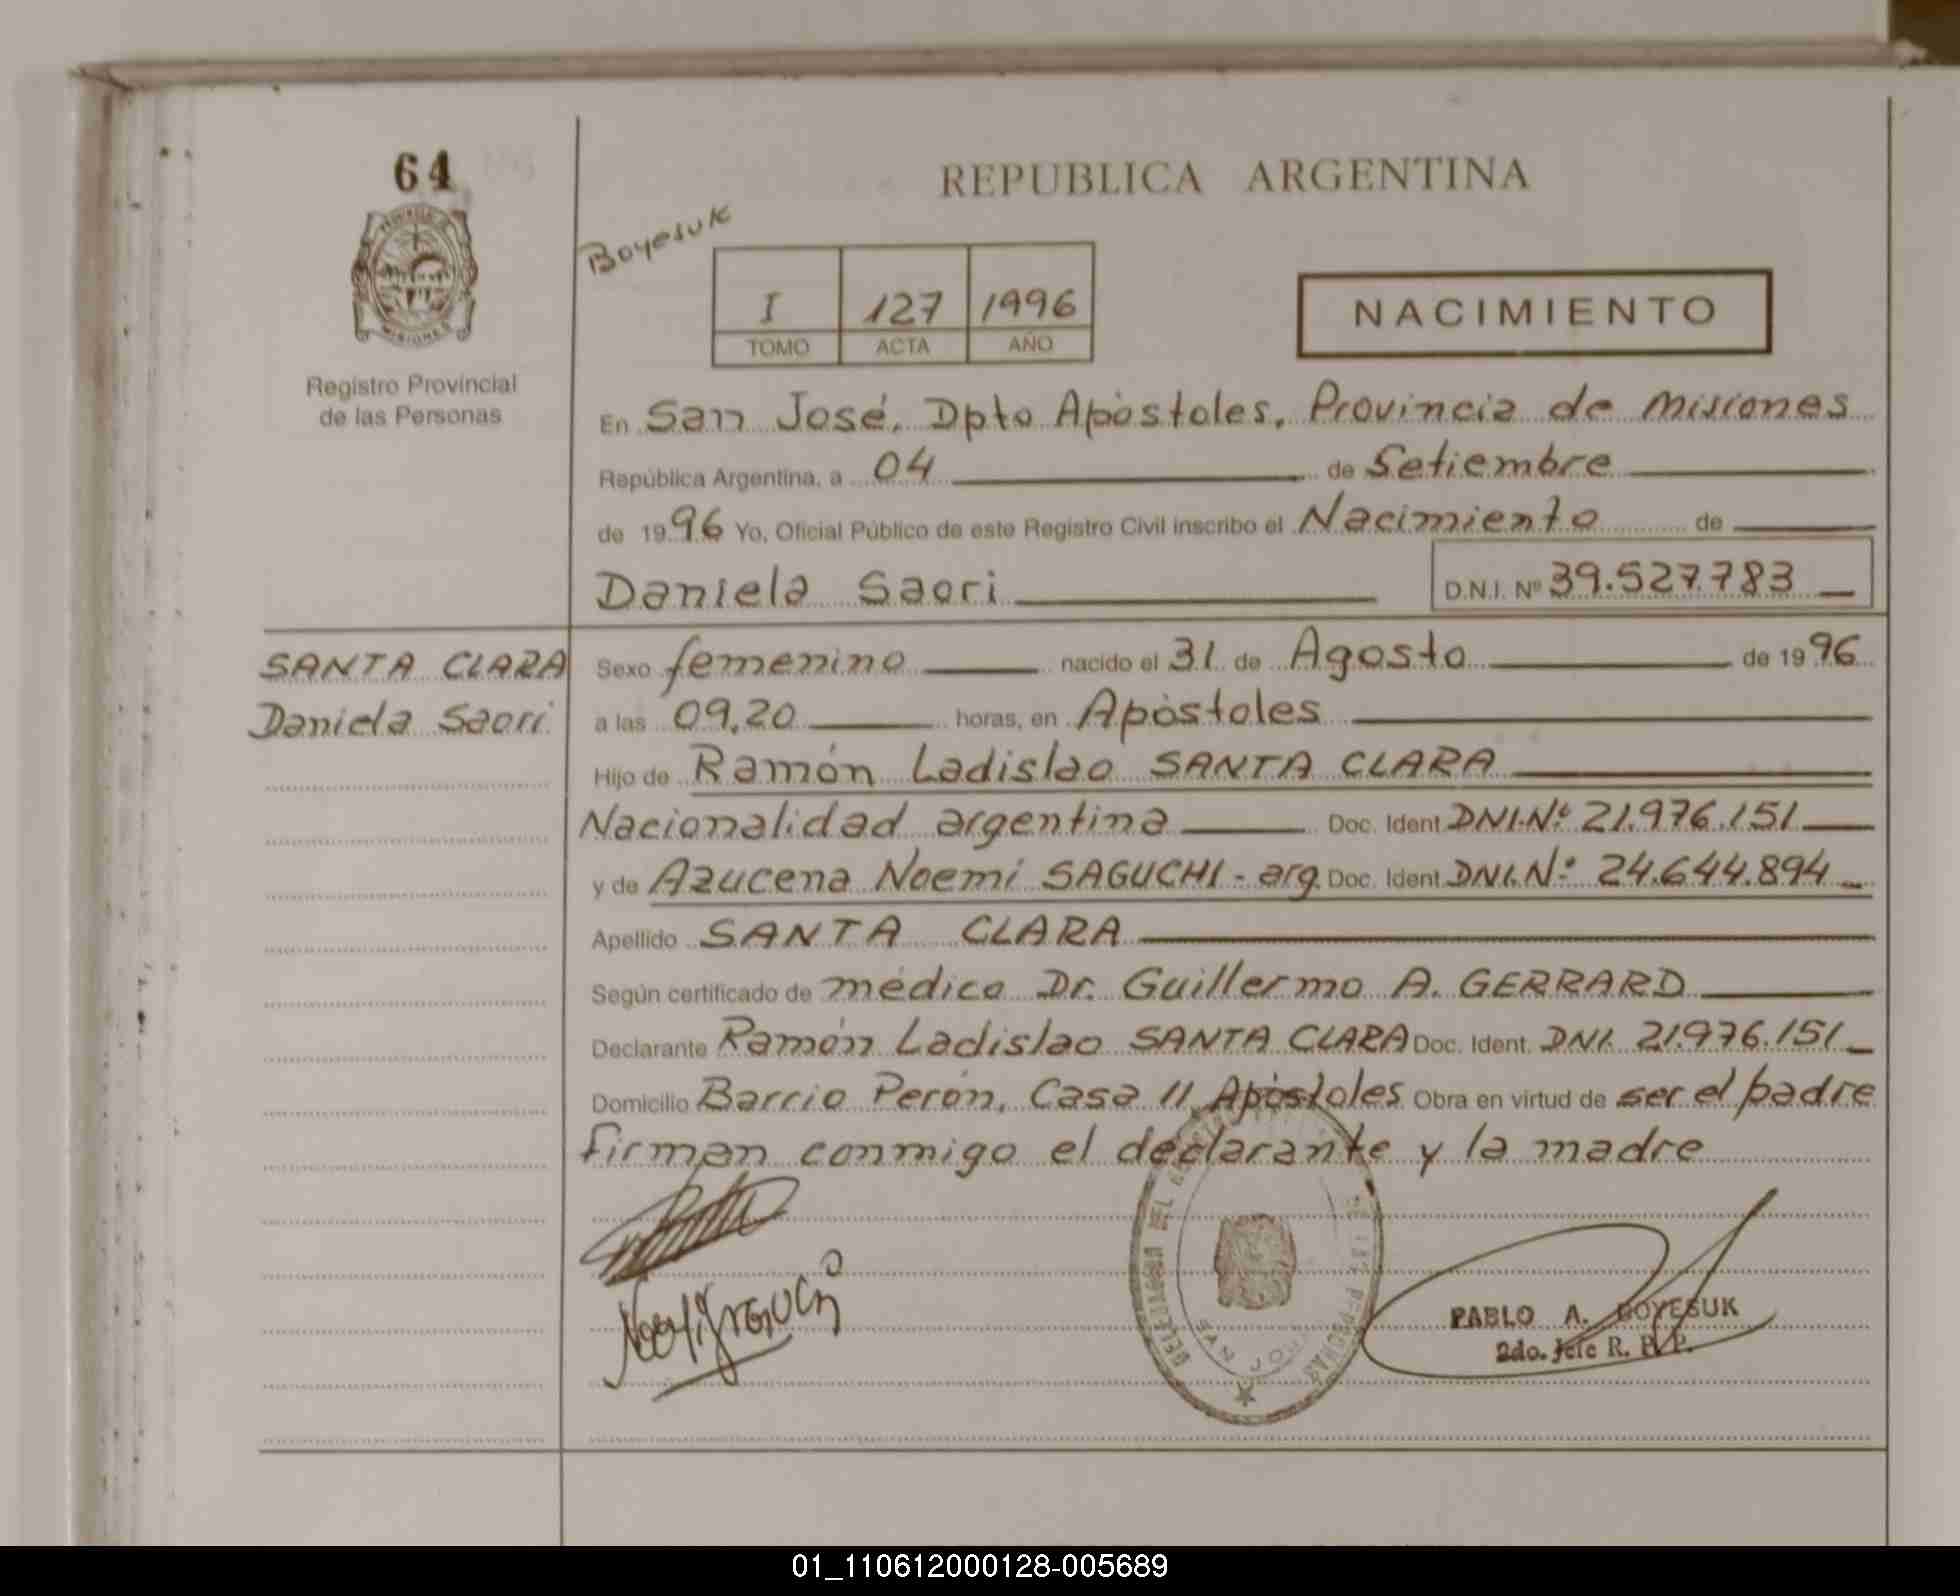 64
REPUBLICA ARGENTINA
Boyesuk
I 127 1996
TOMO ACTA AÑO
NACIMIENTO
Registro Provincial
de las Personas
En San José, Dpto Apóstoles, Provincia de Misiones
República Argentina, a 04 de Setiembre
de 1996 Yo, Oficial Público de este Registro Civil inscribo el Nacimiento de
Daniela Saori D.N.I. Nº 39.527.783
SANTA CLARA
Daniela Saori
Sexo femenino nacido el 31 de Agosto de 1996
a las 09,20 horas, en Apóstoles
Hijo de Ramón Ladislao SANTA CLARA
Nacionalidad argentina Doc. Ident DNI-Nº 21.976.151
y de Azucena Noemí SAGUCHI - arg. Doc. Ident DNI.Nº 24.644.894
Apellido SANTA CLARA
Según certificado de médico Dr. Guillermo A. GERRARD
Declarante Ramón Ladislao SANTA CLARA Doc. Ident. DNI. 21.976.151
Domicilio Barrio Perón, Casa 11, Apóstoles Obra en virtud de ser el padre
firman conmigo el declarante y la madre
PABLO A. BOYESUK
2do. Jefe R. P. P.
01_110612000128-005689